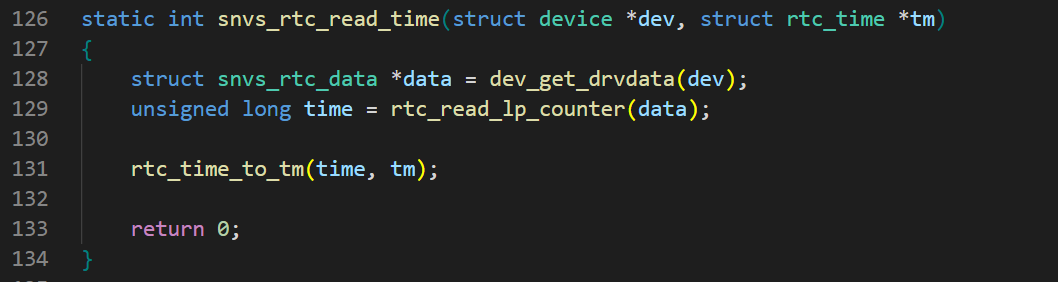 126 static int snvs_rtc_read_time(struct device *dev, struct rtc_time *tm)
127 {
128     struct snvs_rtc_data *data = dev_get_drvdata(dev);
129     unsigned long time = rtc_read_lp_counter(data);
130
131     rtc_time_to_tm(time, tm);
132
133     return 0;
134 }